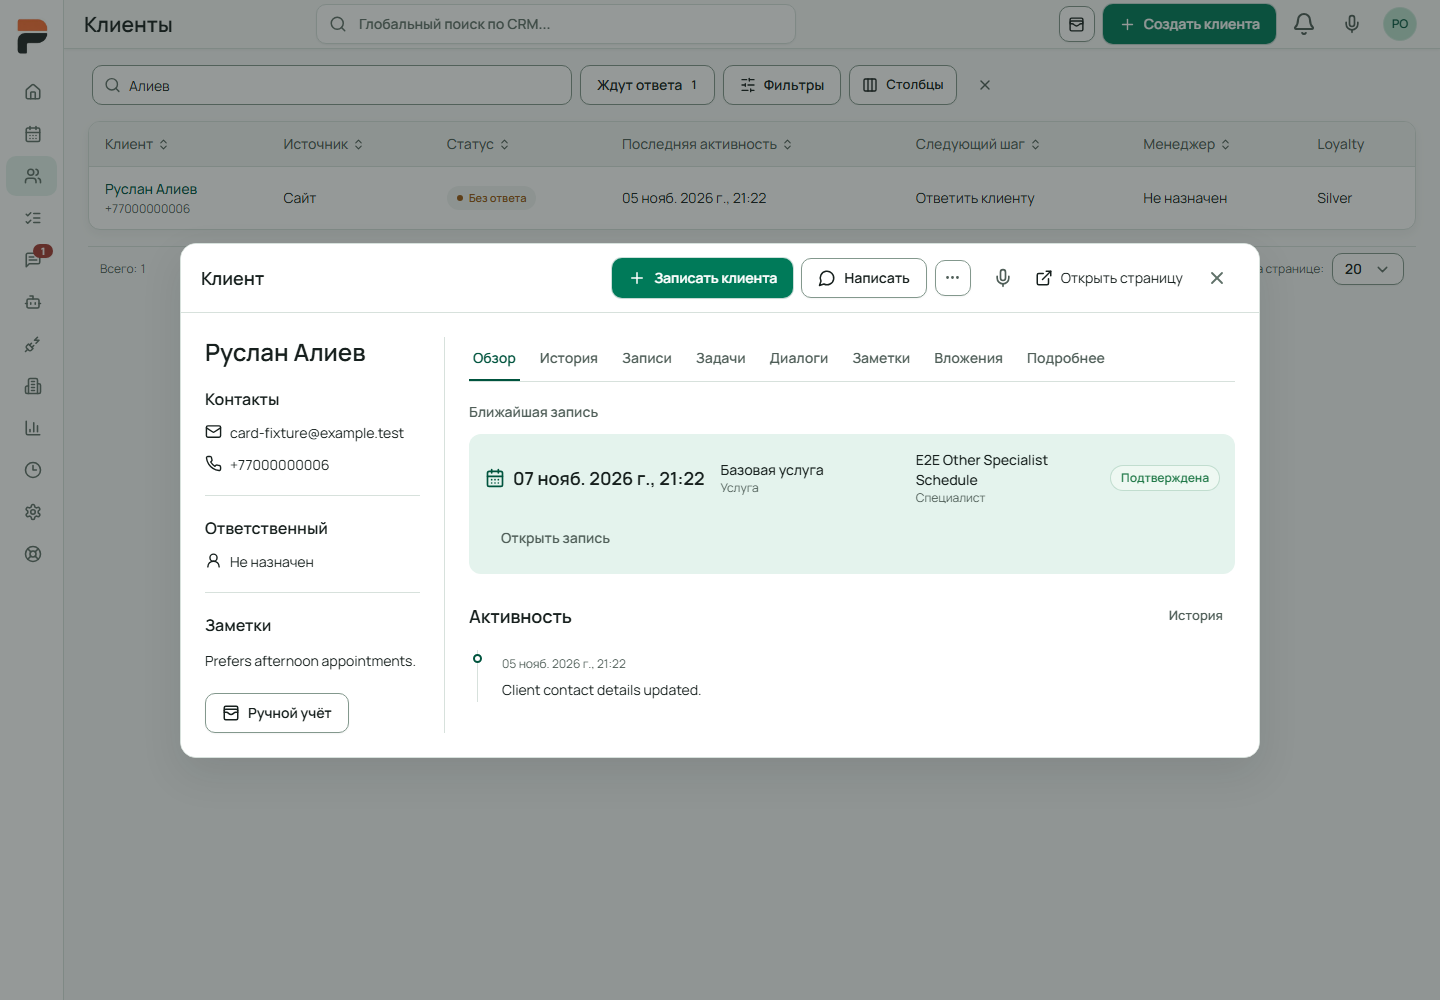 Клиенты
Глобальный поиск по CRM...
Создать клиента
PO
Алиев
Ждут ответа 1
Фильтры
Столбцы
Клиент
Источник
Статус
Последняя активность
Следующий шаг
Менеджер
Loyalty
Руслан Алиев
+77000000006
Сайт
Без ответа
05 нояб. 2026 г., 21:22
Ответить клиенту
Не назначен
Silver
1
Всего: 1
странице:
20
Клиент
Записать клиента
Написать
Открыть страницу
Руслан Алиев
Контакты
card-fixture@example.test
+77000000006
Ответственный
Не назначен
Заметки
Prefers afternoon appointments.
Ручной учёт
Обзор
История
Записи
Задачи
Диалоги
Заметки
Вложения
Подробнее
Ближайшая запись
07 нояб. 2026 г., 21:22
Базовая услуга
Услуга
E2E Other Specialist
Schedule
Специалист
Подтверждена
Открыть запись
Активность
История
05 нояб. 2026 г., 21:22
Client contact details updated.